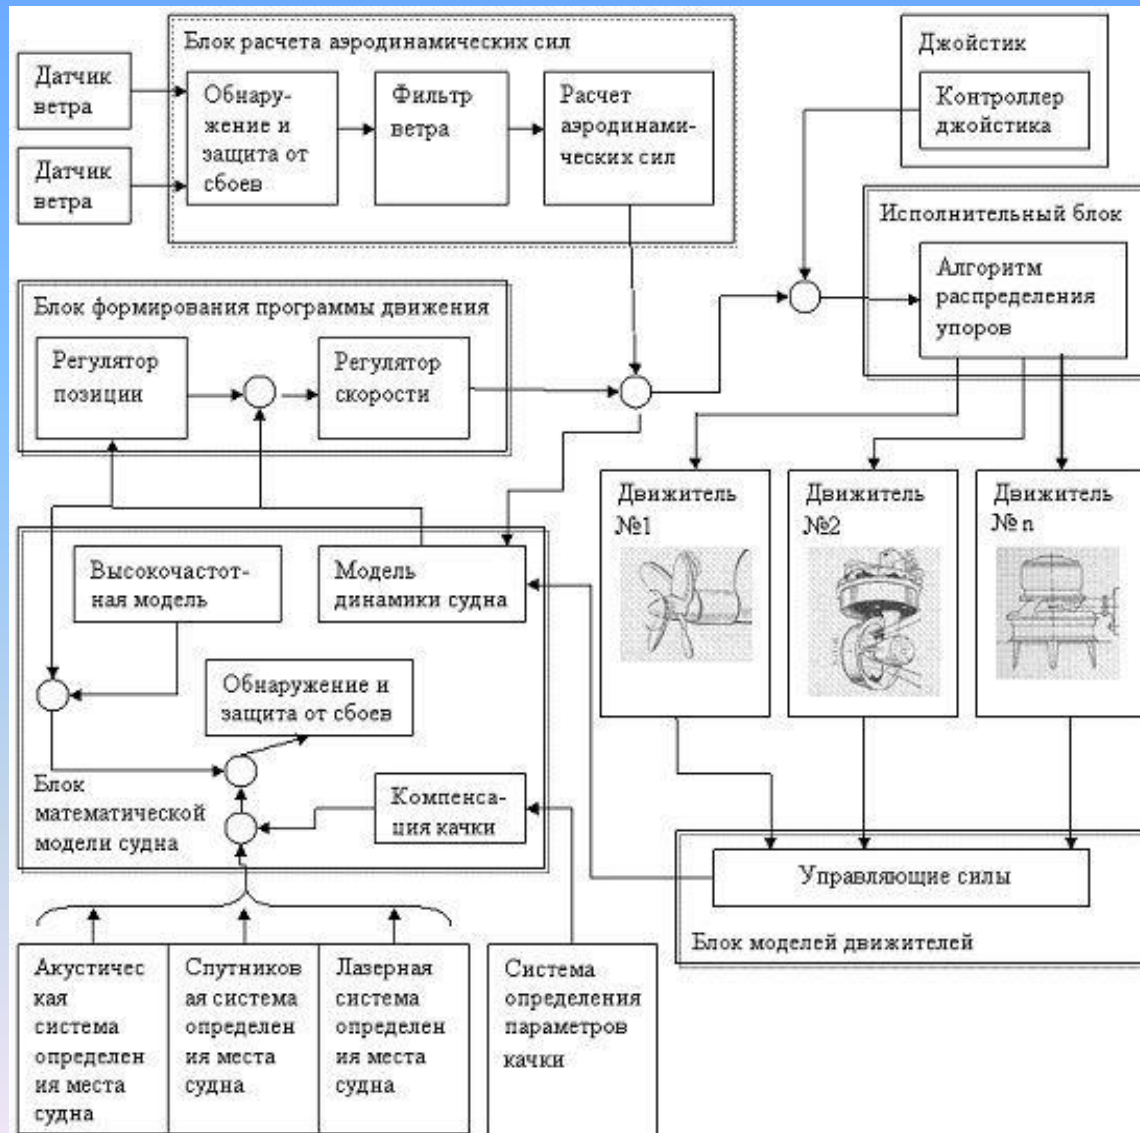 Блок расчета аэродинамических сил
Датчик
ветра
Датчик
ветра
Обнару-
жение и
защита от
сбоев
Фильтр
ветра
Расчет
аэродинами-
ческих сил
Джойстик
Контроллер
джойстика
Исполнительный блок
Алгоритм
распределения
упоров
Блок формирования программы движения
Регулятор
позиции
Регулятор
скорости
Движитель
№1
Движитель
№2
Движитель
№ n
Высокочастот-
ная модель
Модель
динамики судна
Обнаружение и
защита от сбоев
Блок
математической
модели судна
Компенса-
ция качки
Управляющие силы
Блок моделей движителей
Акустичес
кая
система
определен
ия места
судна
Спутников
ая система
определен
ия места
судна
Лазерная
система
определен
ия места
судна
Система
определения
параметров
качки